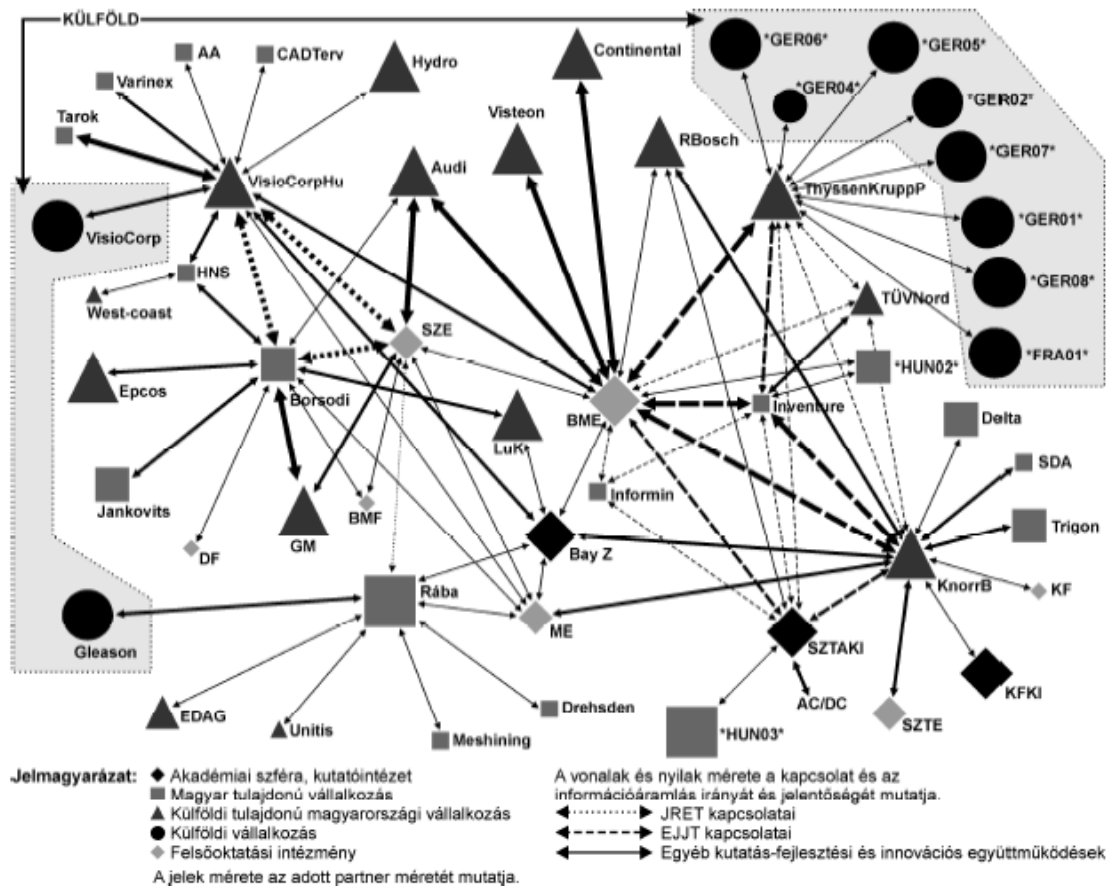 KÜLFÖLD
AA
CADTerv
Hydro
Continental
*GER06*
*GER05*
Varinex
*GER04*
*GER02*
Tarok
Visteon
RBosch
*GER07*
Audi
VisioCorpHu
ThyssenKruppP
*GER01*
VisioCorp
*GER08*
HNS
TÜVNord
West-coast
SZE
*FRA01*
*HUN02*
Epcos
Borsodi
BME
Inventure
Delta
LuK
SDA
Jankovits
Informin
BMF
Trigon
GM
DF
Bay Z
KnorrB
Rába
KF
Gleason
ME
SZTAKI
KFKI
AC/DC
EDAG
Drehsden
Unitis
Meshining
*HUN03*
SZTE
Jelmagyarázat:
Akadémiai szféra, kutatóintézet
Magyar tulajdonú vállalkozás
Külföldi tulajdonú magyarországi vállalkozás
Külföldi vállalkozás
Felsőoktatási intézmény
A jelek mérete az adott partner méretét mutatja.
A vonalak és nyilak mérete a kapcsolat és az
információáramlás irányát és jelentőségét mutatja.
JRET kapcsolatai
EJJT kapcsolatai
Egyéb kutatás-fejlesztési és innovációs együttműködések